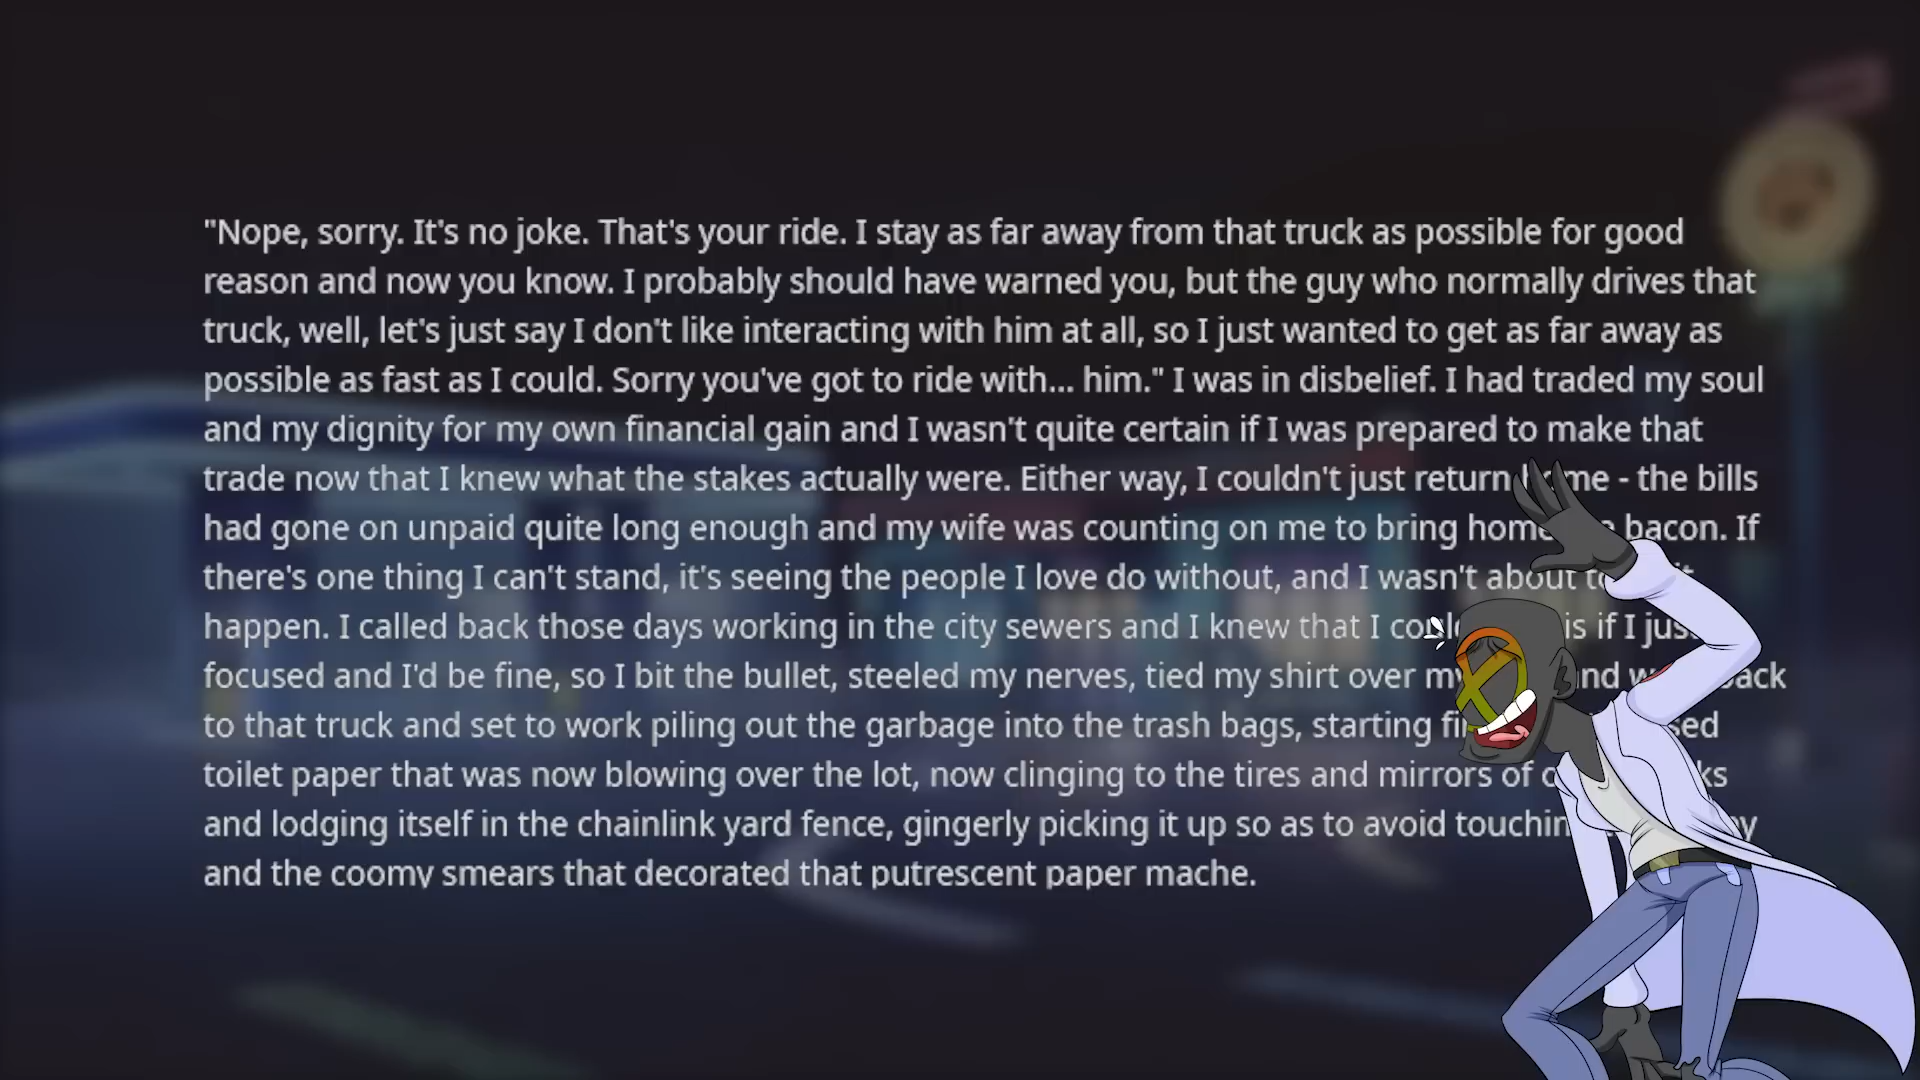 "Nope, sorry. It's no joke. That's your ride. I stay as far away from that truck as possible for good
reason and now you know. I probably should have warned you, but the guy who normally drives that
truck, well, let's just say I don't like interacting with him at all, so I just wanted to get as far away as
possible as fast as I could. Sorry you've got to ride with... him." I was in disbelief. I had traded my soul
and my dignity for my own financial gain and I wasn't quite certain if I was prepared to make that
trade now that I knew what the stakes actually were. Either way, I couldn't just return - the bills
had gone on unpaid quite long enough and my wife was counting on me to bring home bacon. If
there's one thing I can't stand, it's seeing the people I love do without, and I wasn't about
happen. I called back those days working in the city sewers and I knew that I if I
focused and I'd be fine, so I bit the bullet, steeled my nerves, tied my shirt over back
to that truck and set to work piling out the garbage into the trash bags, starting
toilet paper that was now blowing over the lot, now clinging to the tires and mirrors of
and lodging itself in the chainlink yard fence, gingerly picking it up so as to avoid
and the coomy smears that decorated that putrescent paper mache.